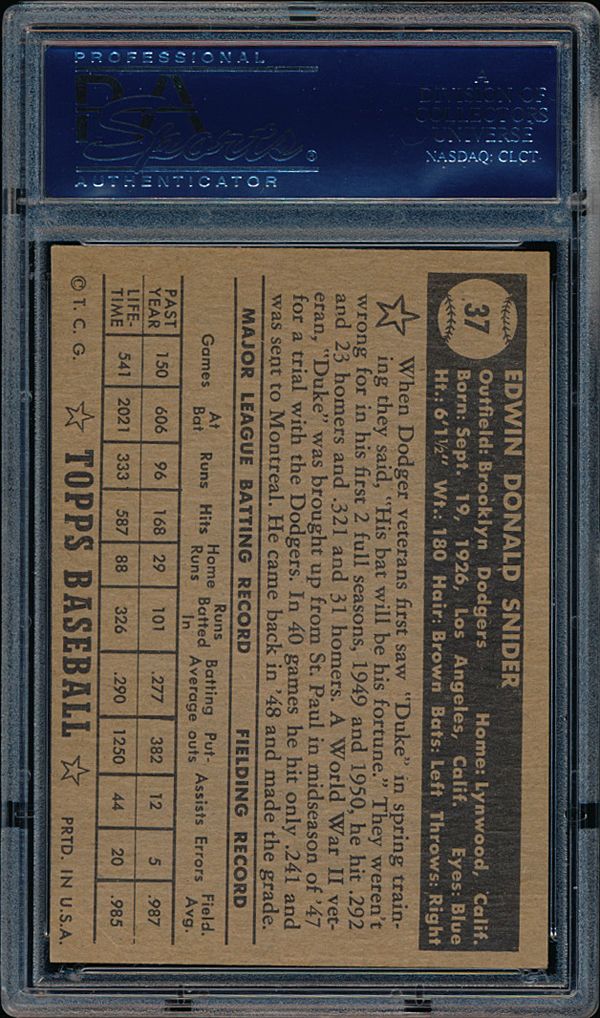 PROFESSIONAL
PSA
Sports®
AUTHENTICATOR
A
DIVISION OF
COLLECTORS
UNIVERSE
NASDAQ: CLCT
37
EDWIN DONALD SNIDER
Outfield: Brooklyn Dodgers Home: Lynwood, Calif.
Born: Sept. 19, 1926, Los Angeles, Calif. Eyes: Blue
Ht.: 6'1½" Wt.: 180 Hair: Brown Bats: Left Throws: Right
When Dodger veterans first saw "Duke" in spring train-
ing they said, "His bat will be his fortune." They weren't
wrong for in his first 2 full seasons, 1949 and 1950, he hit .292
and 23 homers and .321 and 31 homers. A World War II vet-
eran, "Duke" was brought up from St. Paul in midseason of '47
for a trial with the Dodgers. In 40 games he hit only .241 and
was sent to Montreal. He came back in '48 and made the grade.
MAJOR LEAGUE BATTING RECORD FIELDING RECORD
Games At Bat Runs Hits Home Runs Runs Batted In Batting Average Put-outs Assists Errors Field. Avg.
PAST YEAR 150 606 96 168 29 101 .277 382 12 5 .987
LIFE-TIME 541 2021 333 587 88 326 .290 1250 44 20 .985
© T. C. G. TOPPS BASEBALL PRTD. IN U.S.A.